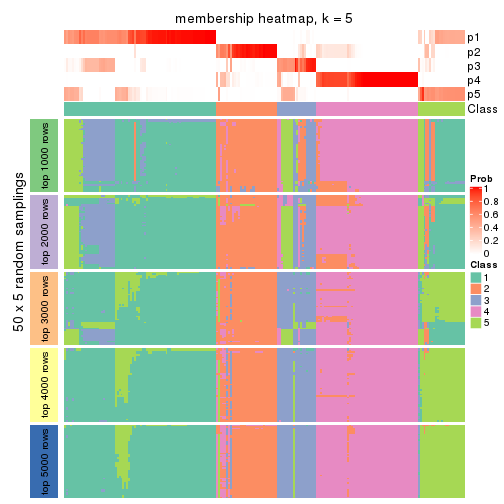 membership heatmap, k = 5
p1
p2
p3
p4
p5
Class
50 x 5 random samplings
top 1000 rows
top 2000 rows
top 3000 rows
top 4000 rows
top 5000 rows
Prob
1
0.8
0.6
0.4
0.2
0
Class
1
2
3
4
5